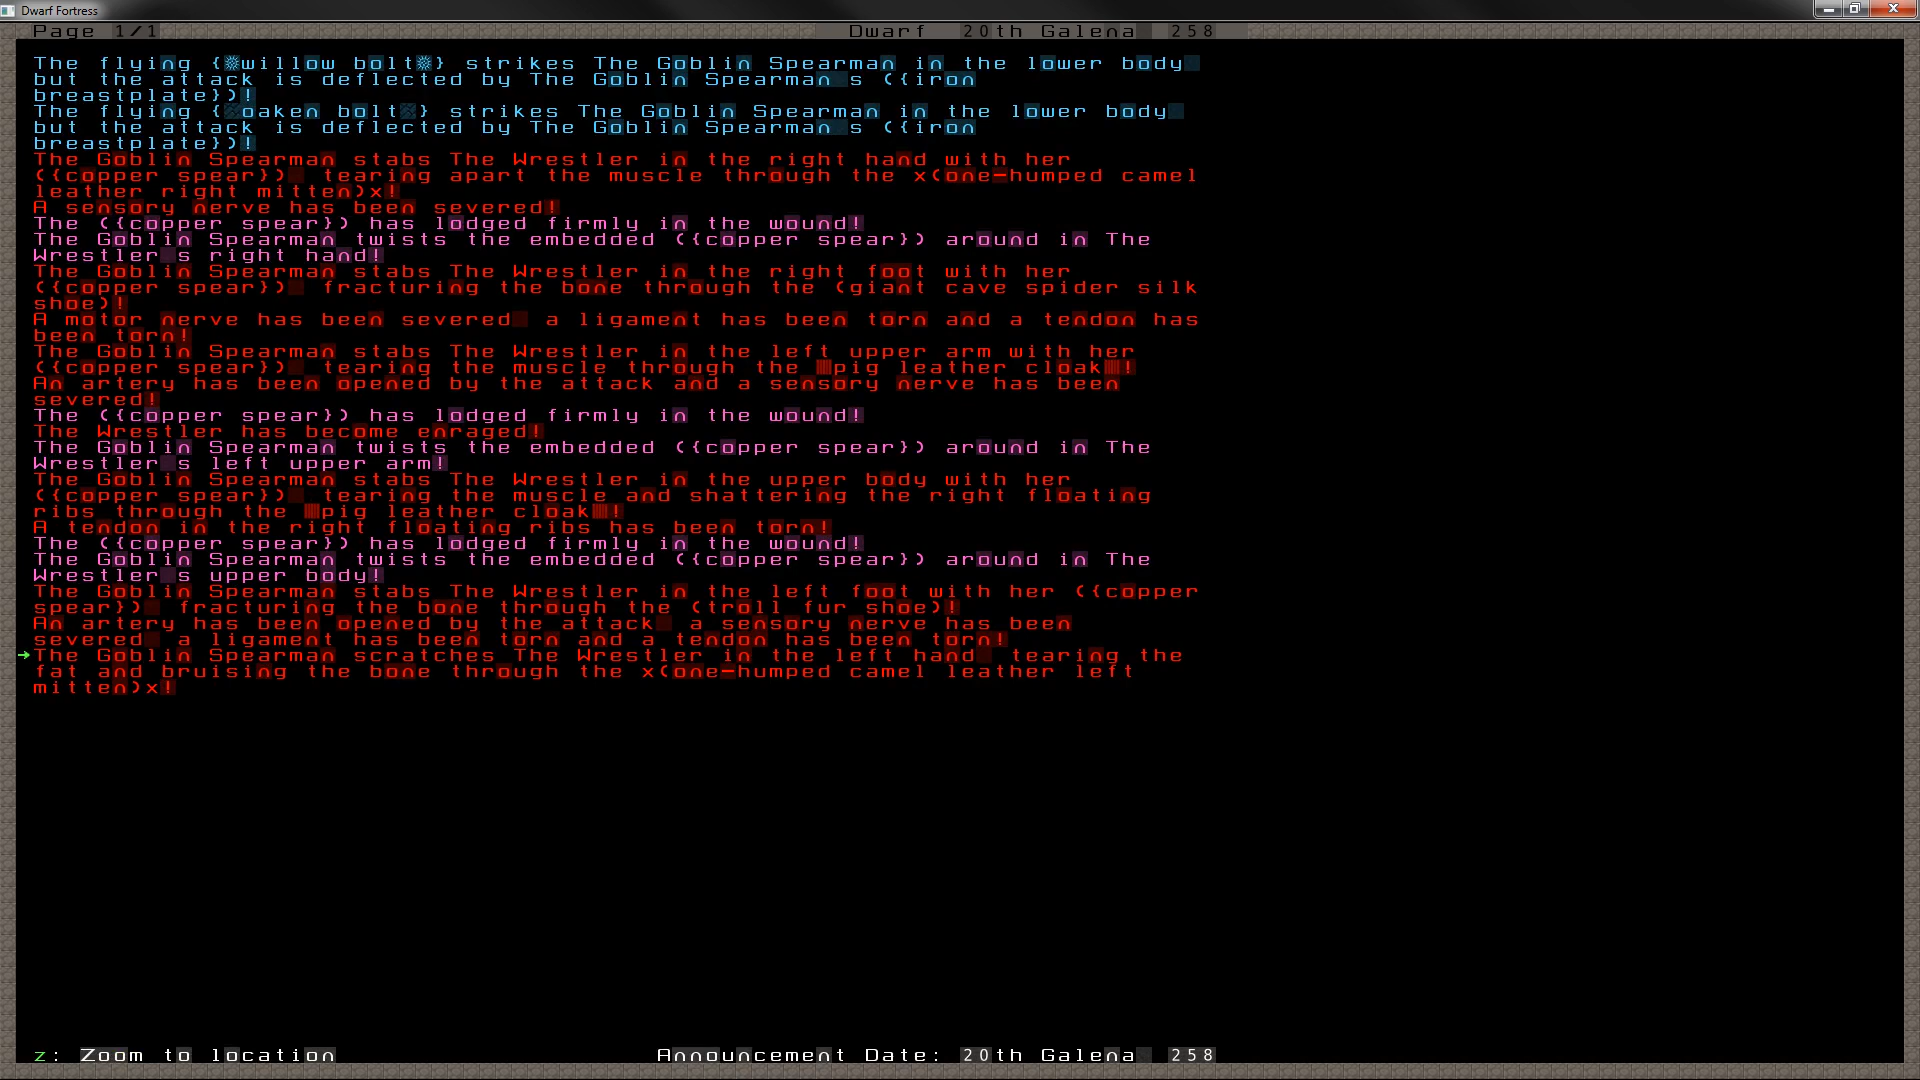 Dwarf Fortress
Page 1/1 Dwarf 20th Galena 258
The flying {☼willow bolt☼} strikes The Goblin Spearman in the lower body
but the attack is deflected by The Goblin Spearman s ({iron
breastplate})!
The flying { oaken bolt } strikes The Goblin Spearman in the lower body
but the attack is deflected by The Goblin Spearman s ({iron
breastplate})!
The Goblin Spearman stabs The Wrestler in the right hand with her
({copper spear}) tearing apart the muscle through the x(one-humped camel
leather right mitten)x!
A sensory nerve has been severed!
The ({copper spear}) has lodged firmly in the wound!
The Goblin Spearman twists the embedded ({copper spear}) around in The
Wrestler s right hand!
The Goblin Spearman stabs The Wrestler in the right foot with her
({copper spear}) fracturing the bone through the (giant cave spider silk
shoe)!
A motor nerve has been severed a ligament has been torn and a tendon has
been torn!
The Goblin Spearman stabs The Wrestler in the left upper arm with her
({copper spear}) tearing the muscle through the pig leather cloak !
An artery has been opened by the attack and a sensory nerve has been
severed!
The ({copper spear}) has lodged firmly in the wound!
The Wrestler has become enraged!
The Goblin Spearman twists the embedded ({copper spear}) around in The
Wrestler s left upper arm!
The Goblin Spearman stabs The Wrestler in the upper body with her
({copper spear}) tearing the muscle and shattering the right floating
ribs through the pig leather cloak !
A tendon in the right floating ribs has been torn!
The ({copper spear}) has lodged firmly in the wound!
The Goblin Spearman twists the embedded ({copper spear}) around in The
Wrestler s upper body!
The Goblin Spearman stabs The Wrestler in the left foot with her ({copper
spear}) fracturing the bone through the (troll fur shoe)!
An artery has been opened by the attack a sensory nerve has been
severed a ligament has been torn and a tendon has been torn!
→The Goblin Spearman scratches The Wrestler in the left hand tearing the
fat and bruising the bone through the x(one-humped camel leather left
mitten)x!
z: Zoom to location Announcement Date: 20th Galena 258